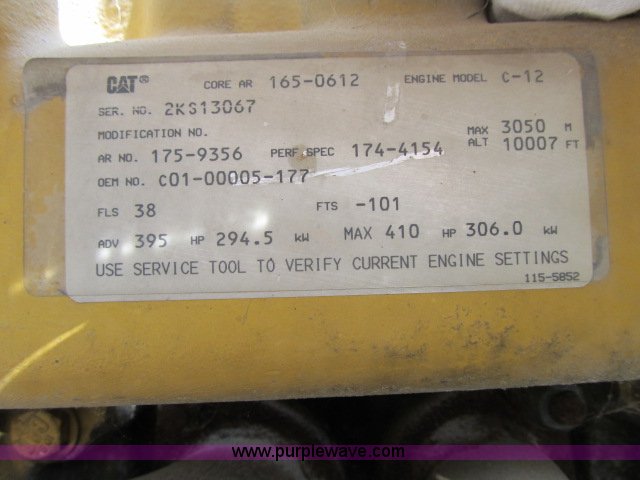 CAT® CORE AR 165-0612 ENGINE MODEL C-12
SER. NO. 2KS13067
MODIFICATION NO.
AR NO. 175-9356 PERF SPEC 174-4154 MAX ALT 3050 M 10007 FT
OEM NO. C01-00005-177
FLS 38 FTS -101
ADV 395 HP 294.5 kW MAX 410 HP 306.0 kW
USE SERVICE TOOL TO VERIFY CURRENT ENGINE SETTINGS
115-5852
www.purplewave.com